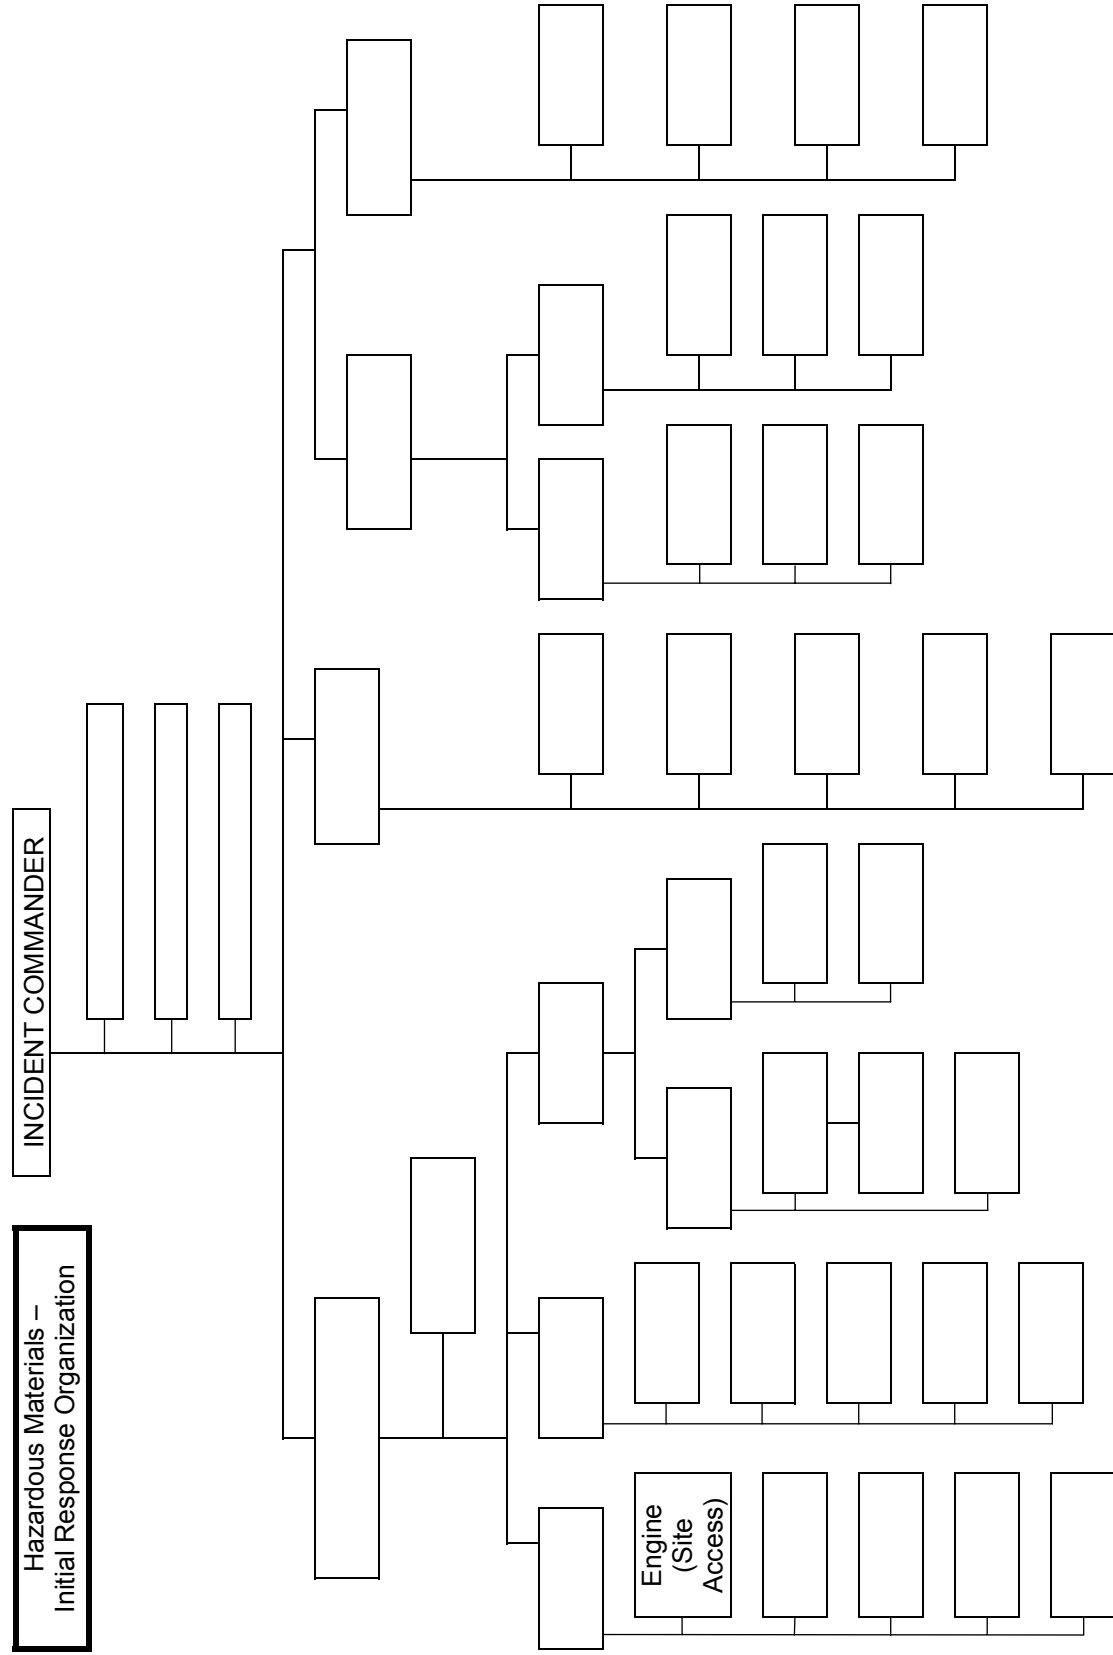 Hazardous Materials –
Initial Response Organization
INCIDENT COMMANDER
Engine
(Site
Access)